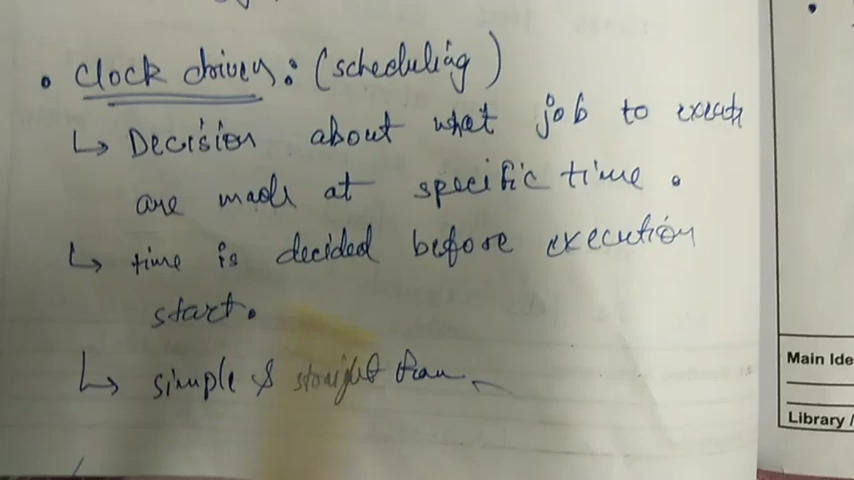 • Clock driven : (scheduling)
↳ Decision about what job to execute
are made at specific time .
↳ time is decided before execution
start.
↳ simple & straight
Main Ide
Library /